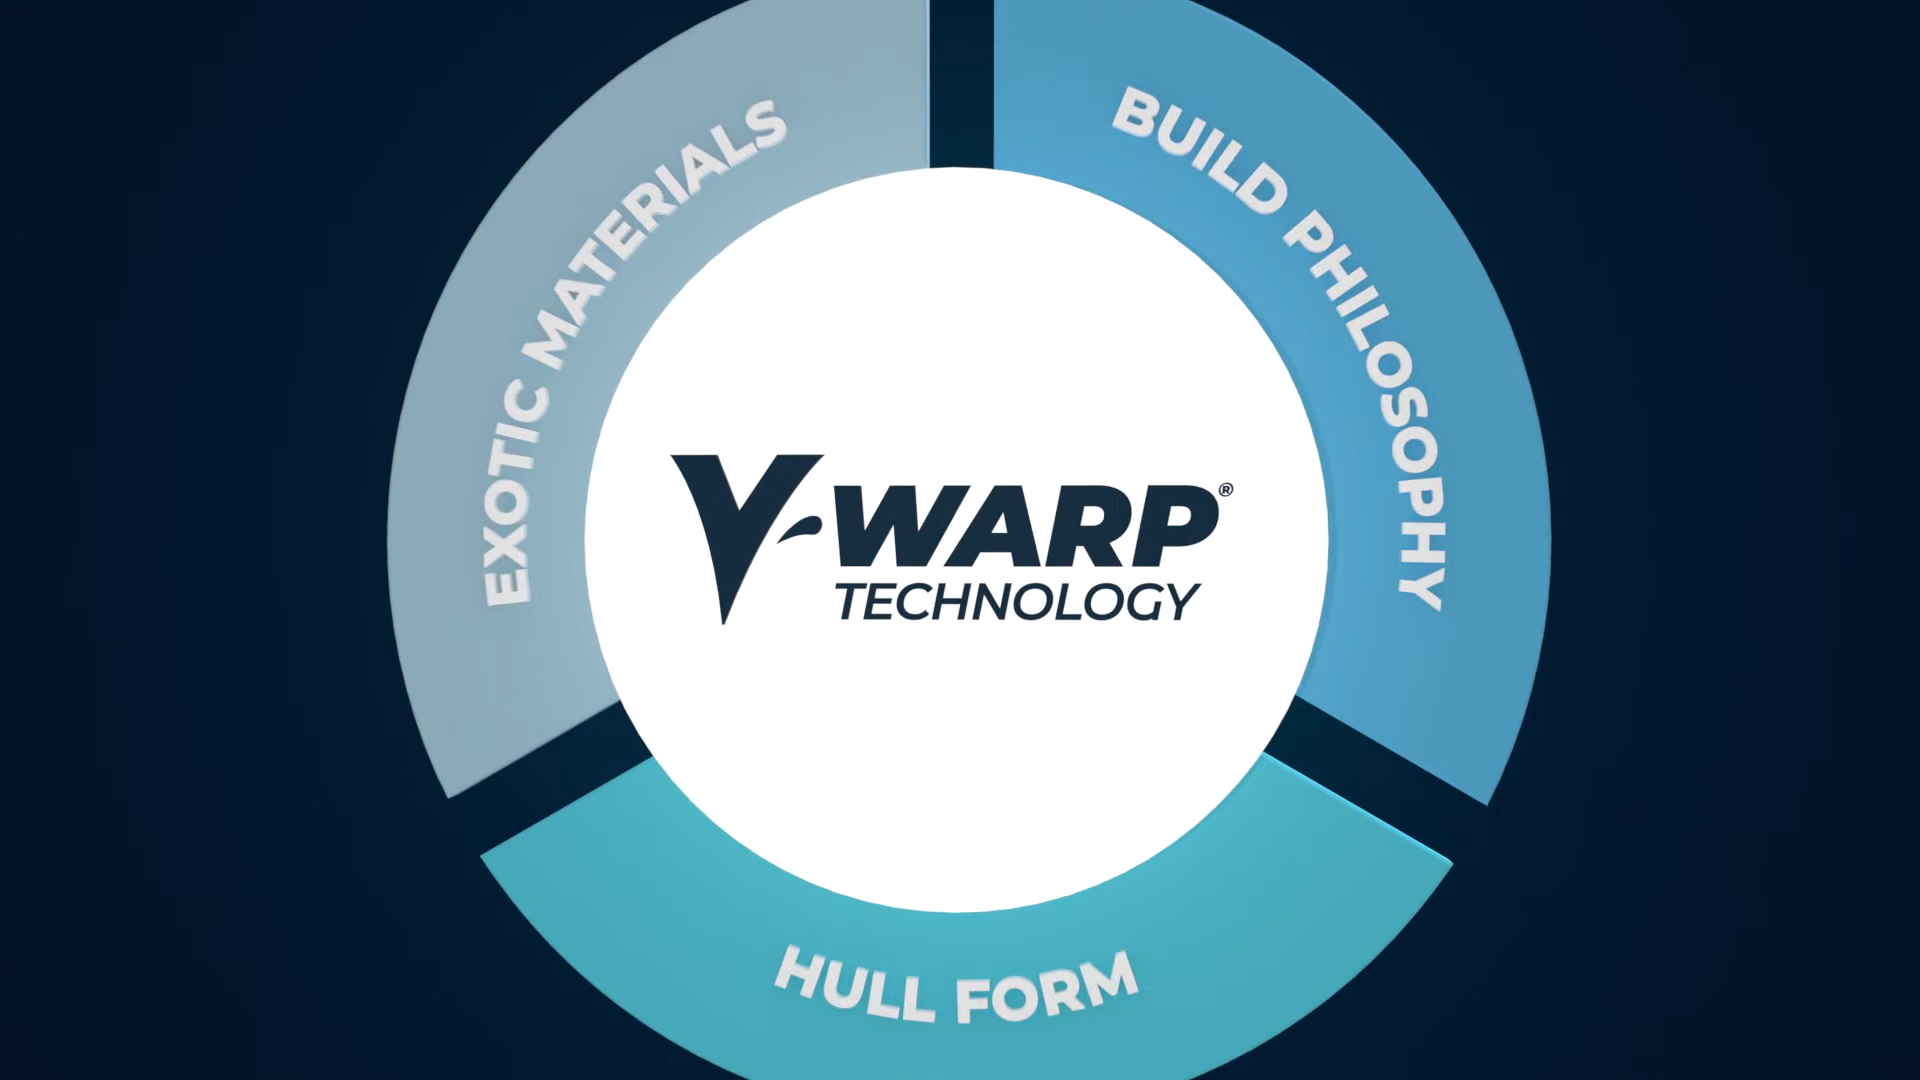 EXOTIC MATERIALS
BUILD PHILOSOPHY
V-WARP®
TECHNOLOGY
HULL FORM